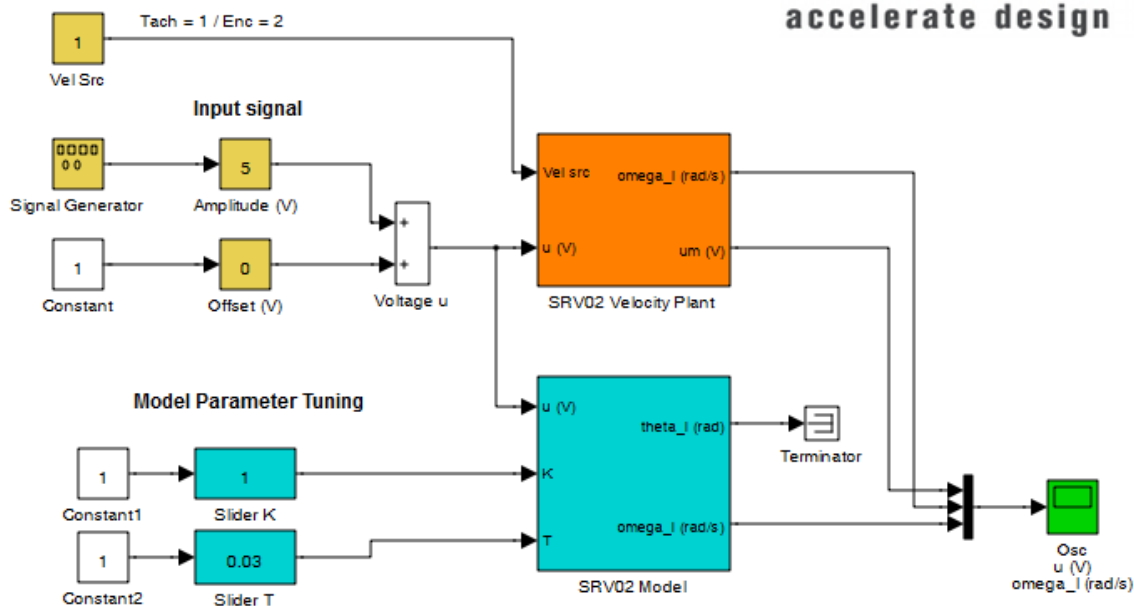 accelerate design
Tach = 1 / Enc = 2
1
Vel Src
Input signal
Signal Generator
5
Amplitude (V)
1
Constant
0
Offset (V)
+
+
Voltage u
Vel src
omega_l (rad/s)
u (V)
um (V)
SRV02 Velocity Plant
Model Parameter Tuning
1
Constant1
1
Slider K
1
Constant2
0.03
Slider T
u (V)
theta_l (rad)
K
omega_l (rad/s)
T
SRV02 Model
Terminator
Osc
u (V)
omega_l (rad/s)